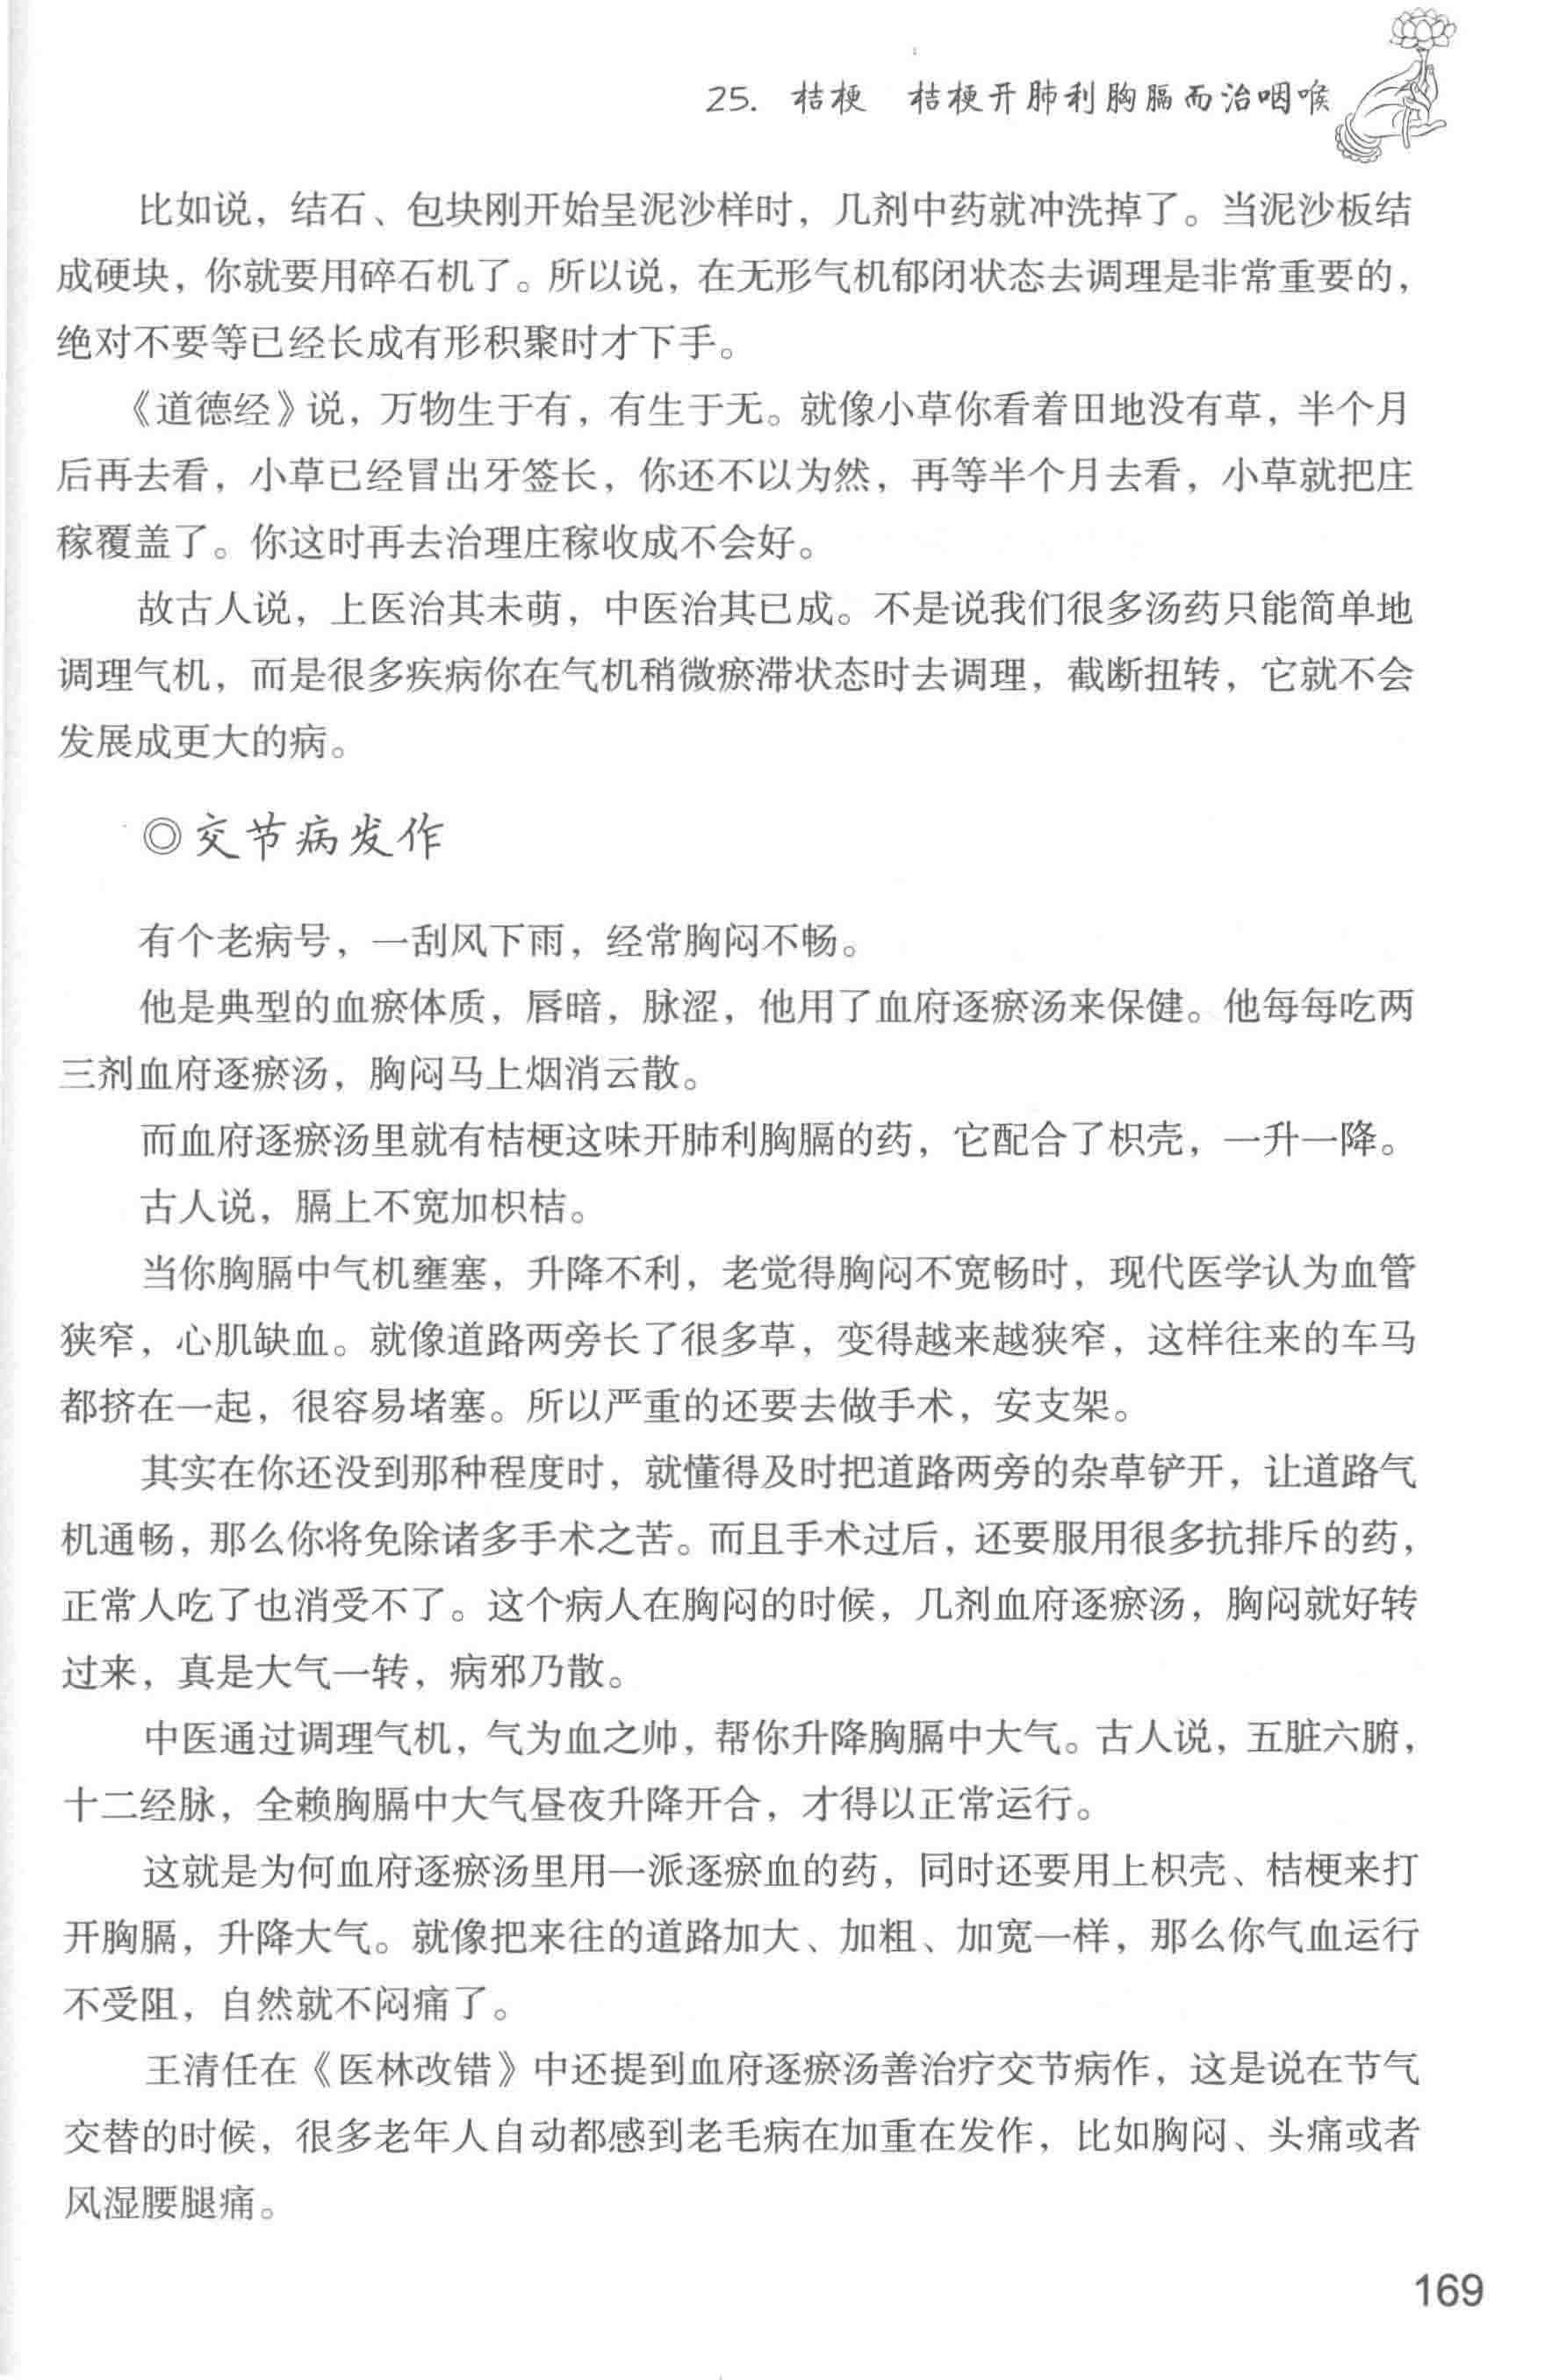 25. 桔梗　桔梗开肺利胸膈而治咽喉
比如说，结石、包块刚开始呈泥沙样时，几剂中药就冲洗掉了。当泥沙板结
成硬块，你就要用碎石机了。所以说，在无形气机郁闭状态去调理是非常重要的，
绝对不要等已经长成有形积聚时才下手。
《道德经》说，万物生于有，有生于无。就像小草你看着田地没有草，半个月
后再去看，小草已经冒出牙签长，你还不以为然，再等半个月去看，小草就把庄
稼覆盖了。你这时再去治理庄稼收成不会好。
故古人说，上医治其未萌，中医治其已成。不是说我们很多汤药只能简单地
调理气机，而是很多疾病你在气机稍微瘀滞状态时去调理，截断扭转，它就不会
发展成更大的病。
◎交节病发作
有个老病号，一刮风下雨，经常胸闷不畅。
他是典型的血瘀体质，唇暗，脉涩，他用了血府逐瘀汤来保健。他每每吃两
三剂血府逐瘀汤，胸闷马上烟消云散。
而血府逐瘀汤里就有桔梗这味开肺利胸膈的药，它配合了枳壳，一升一降。
古人说，膈上不宽加枳桔。
当你胸膈中气机壅塞，升降不利，老觉得胸闷不宽畅时，现代医学认为血管
狭窄，心肌缺血。就像道路两旁长了很多草，变得越来越狭窄，这样往来的车马
都挤在一起，很容易堵塞。所以严重的还要去做手术，安支架。
其实在你还没到那种程度时，就懂得及时把道路两旁的杂草铲开，让道路气
机通畅，那么你将免除诸多手术之苦。而且手术过后，还要服用很多抗排斥的药，
正常人吃了也消受不了。这个病人在胸闷的时候，几剂血府逐瘀汤，胸闷就好转
过来，真是大气一转，病邪乃散。
中医通过调理气机，气为血之帅，帮你升降胸膈中大气。古人说，五脏六腑，
十二经脉，全赖胸膈中大气昼夜升降开合，才得以正常运行。
这就是为何血府逐瘀汤里用一派逐瘀血的药，同时还要用上枳壳、桔梗来打
开胸膈，升降大气。就像把来往的道路加大、加粗、加宽一样，那么你气血运行
不受阻，自然就不闷痛了。
王清任在《医林改错》中还提到血府逐瘀汤善治疗交节病作，这是说在节气
交替的时候，很多老年人自动都感到老毛病在加重在发作，比如胸闷、头痛或者
风湿腰腿痛。
169